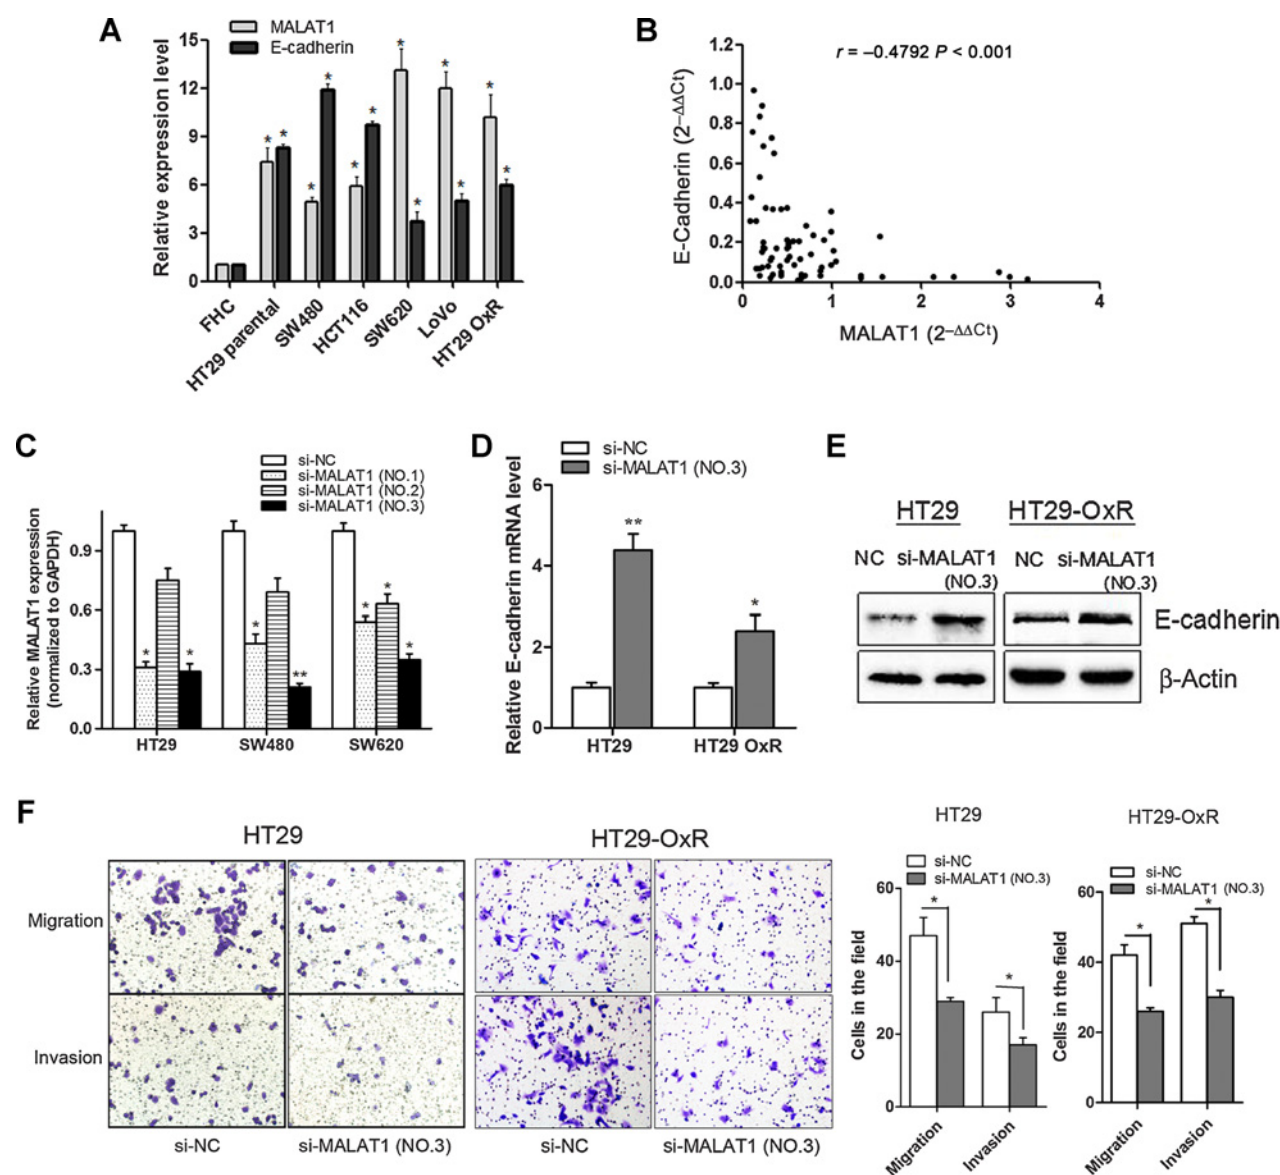 A
MALAT1
E-cadherin
Relative expression level
15
12
9
6
3
0
* * * * * * * * * * * *
FHC
HT29 parental
SW480
HCT116
SW620
LoVo
HT29 OxR
B
r = –0.4792 P < 0.001
E-Cadherin (2–ΔΔCt)
1.2
1.0
0.8
0.6
0.4
0.2
0.0
0 1 2 3 4
MALAT1 (2–ΔΔCt)
C
si-NC
si-MALAT1 (NO.1)
si-MALAT1 (NO.2)
si-MALAT1 (NO.3)
Relative MALAT1 expression
(normalized to GAPDH)
0.9
0.6
0.3
0.0
* * * ** * * *
HT29 SW480 SW620
D
si-NC
si-MALAT1 (NO.3)
Relative E-cadherin mRNA level
6
4
2
0
** *
HT29 HT29 OxR
E
HT29 HT29-OxR
NC si-MALAT1 NC si-MALAT1
(NO.3) (NO.3)
E-cadherin
β-Actin
F
HT29 HT29-OxR
Migration
Invasion
si-NC si-MALAT1 (NO.3) si-NC si-MALAT1 (NO.3)
HT29
si-NC
si-MALAT1 (NO.3)
Cells in the field
60
40
20
0
* *
Migration
Invasion
HT29-OxR
si-NC
si-MALAT1 (NO.3)
Cells in the field
60
40
20
0
* *
Migration
Invasion